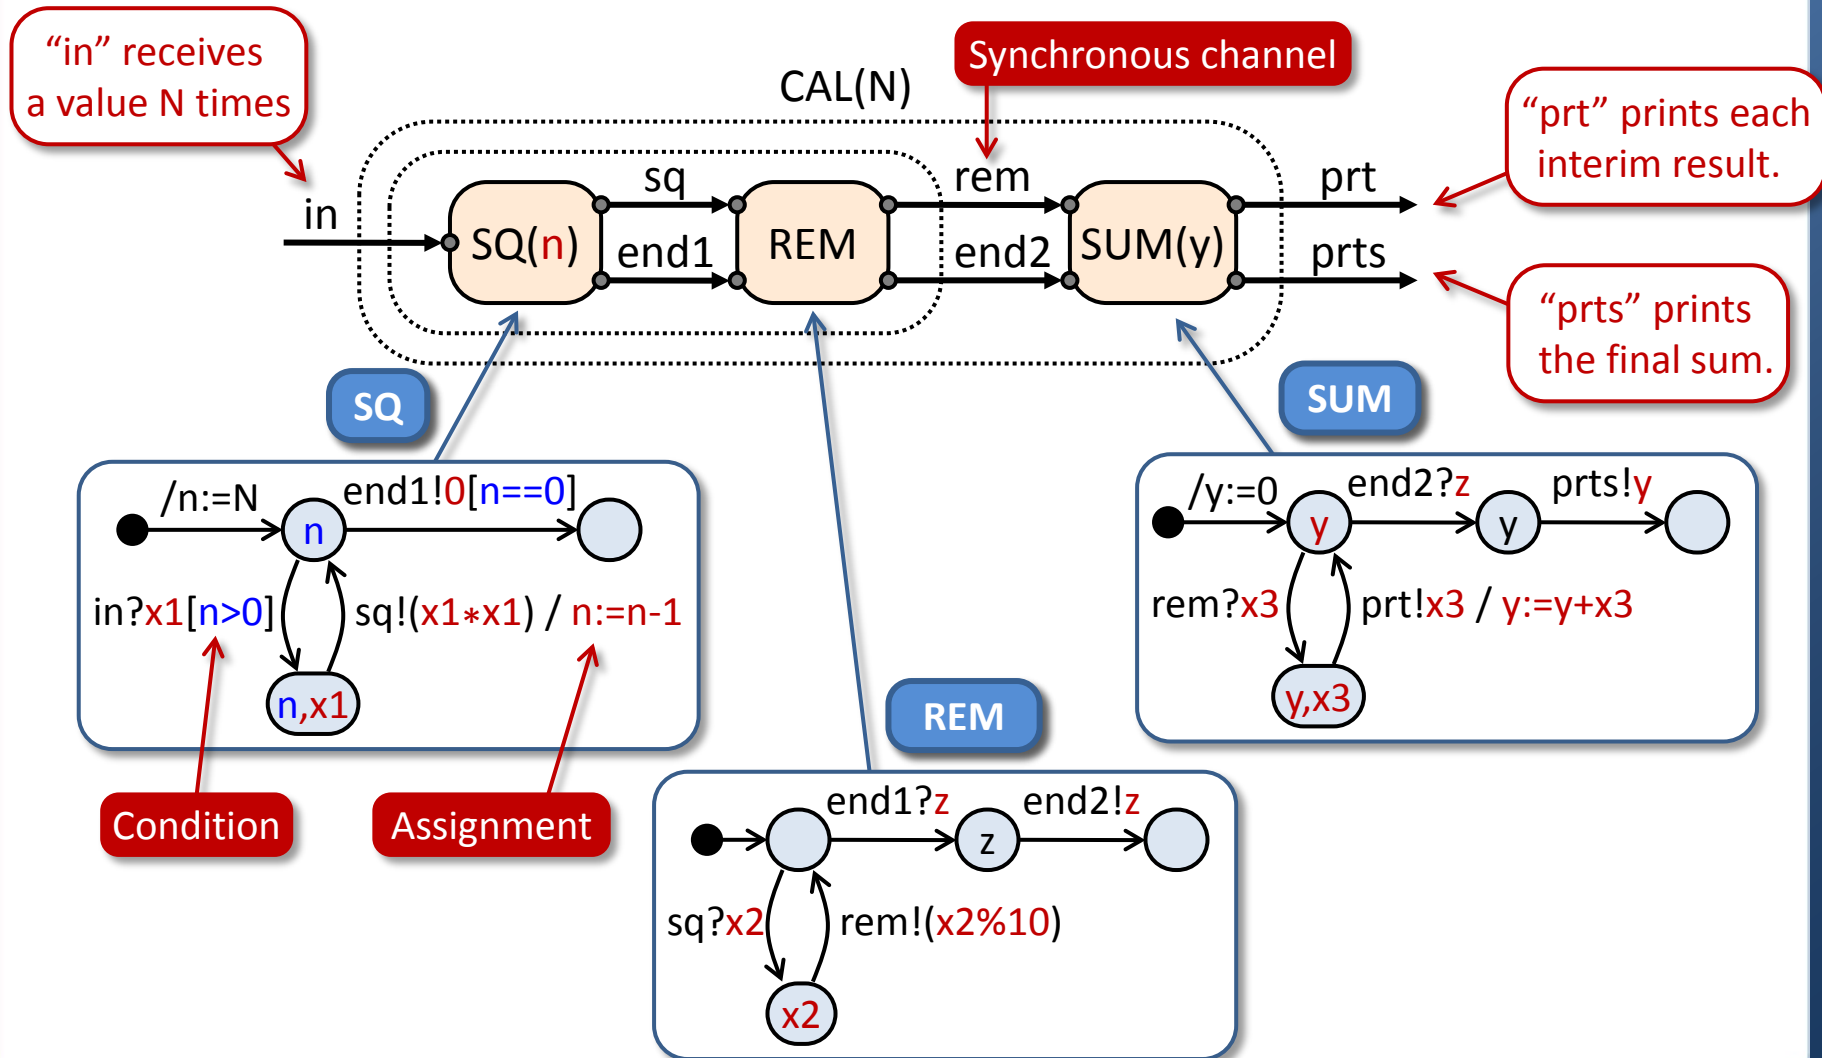 “in” receives
a value N times
Synchronous channel
CAL(N)
“prt” prints each
interim result.
in
sq
rem
prt
SQ(n)
end1
REM
end2
SUM(y)
prts
“prts” prints
the final sum.
SQ
SUM
/n:=N
end1!0[n==0]
n
in?x1[n>0]
sq!(x1*x1) / n:=n-1
n,x1
/y:=0
end2?z
prts!y
y
y
rem?x3
prt!x3 / y:=y+x3
y,x3
REM
Condition
Assignment
end1?z
end2!z
z
sq?x2
rem!(x2%10)
x2